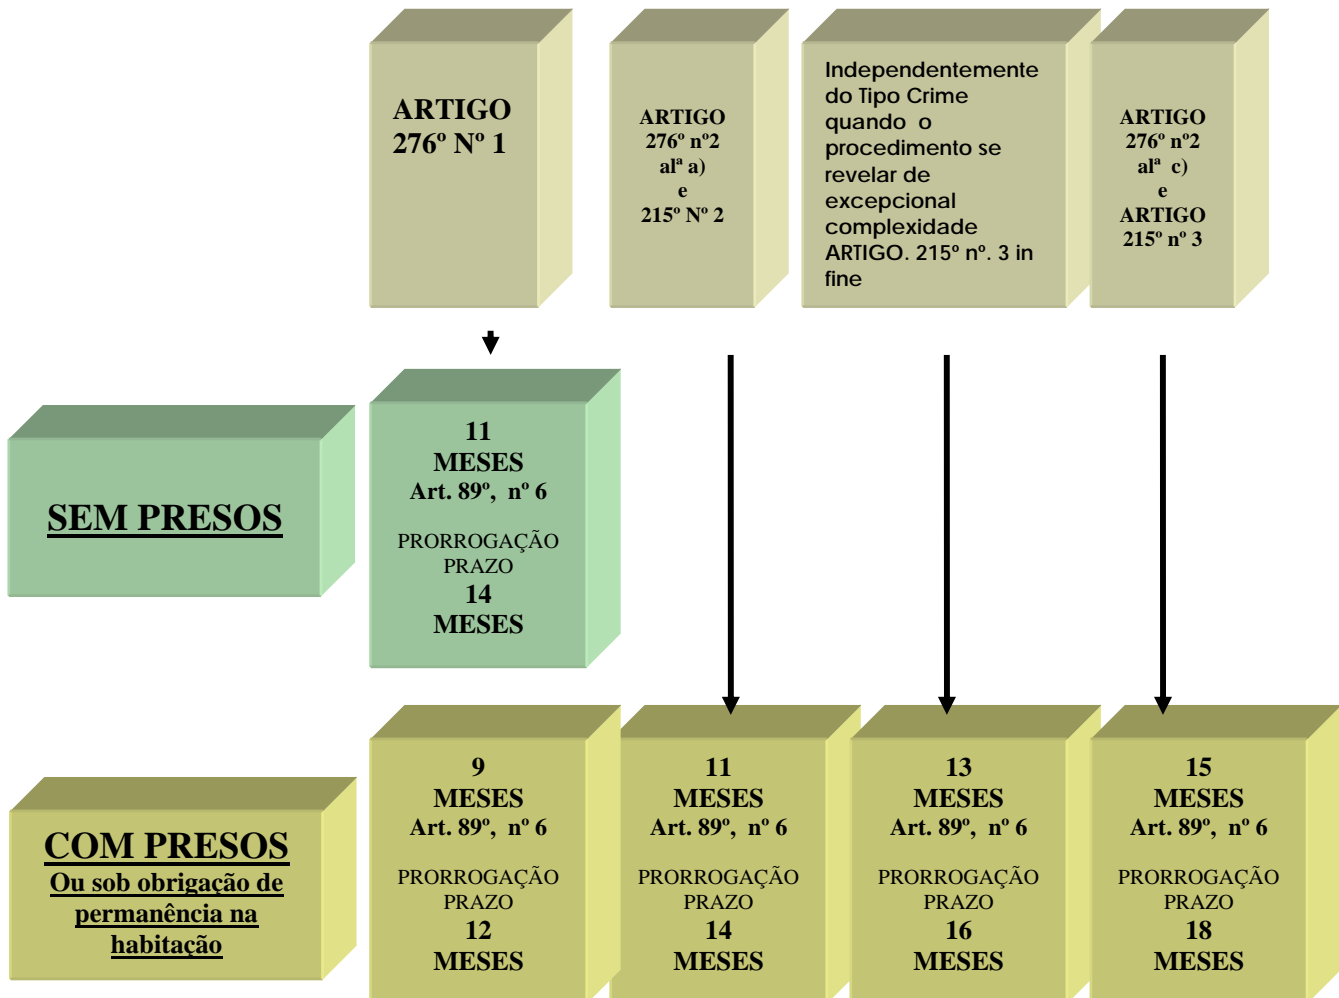 ARTIGO
276º Nº 1
ARTIGO
276º nº2
alª a)
e
215º Nº 2
Independentemente
do Tipo Crime
quando o
procedimento se
revelar de
excepcional
complexidade
ARTIGO. 215º nº. 3 in
fine
ARTIGO
276º nº2
alª c)
e
ARTIGO
215º nº 3
SEM PRESOS
11
MESES
Art. 89º, nº 6
PRORROGAÇÃO
PRAZO
14
MESES
COM PRESOS
Ou sob obrigação de
permanência na
habitação
9
MESES
Art. 89º, nº 6
PRORROGAÇÃO
PRAZO
12
MESES
11
MESES
Art. 89º, nº 6
PRORROGAÇÃO
PRAZO
14
MESES
13
MESES
Art. 89º, nº 6
PRORROGAÇÃO
PRAZO
16
MESES
15
MESES
Art. 89º, nº 6
PRORROGAÇÃO
PRAZO
18
MESES